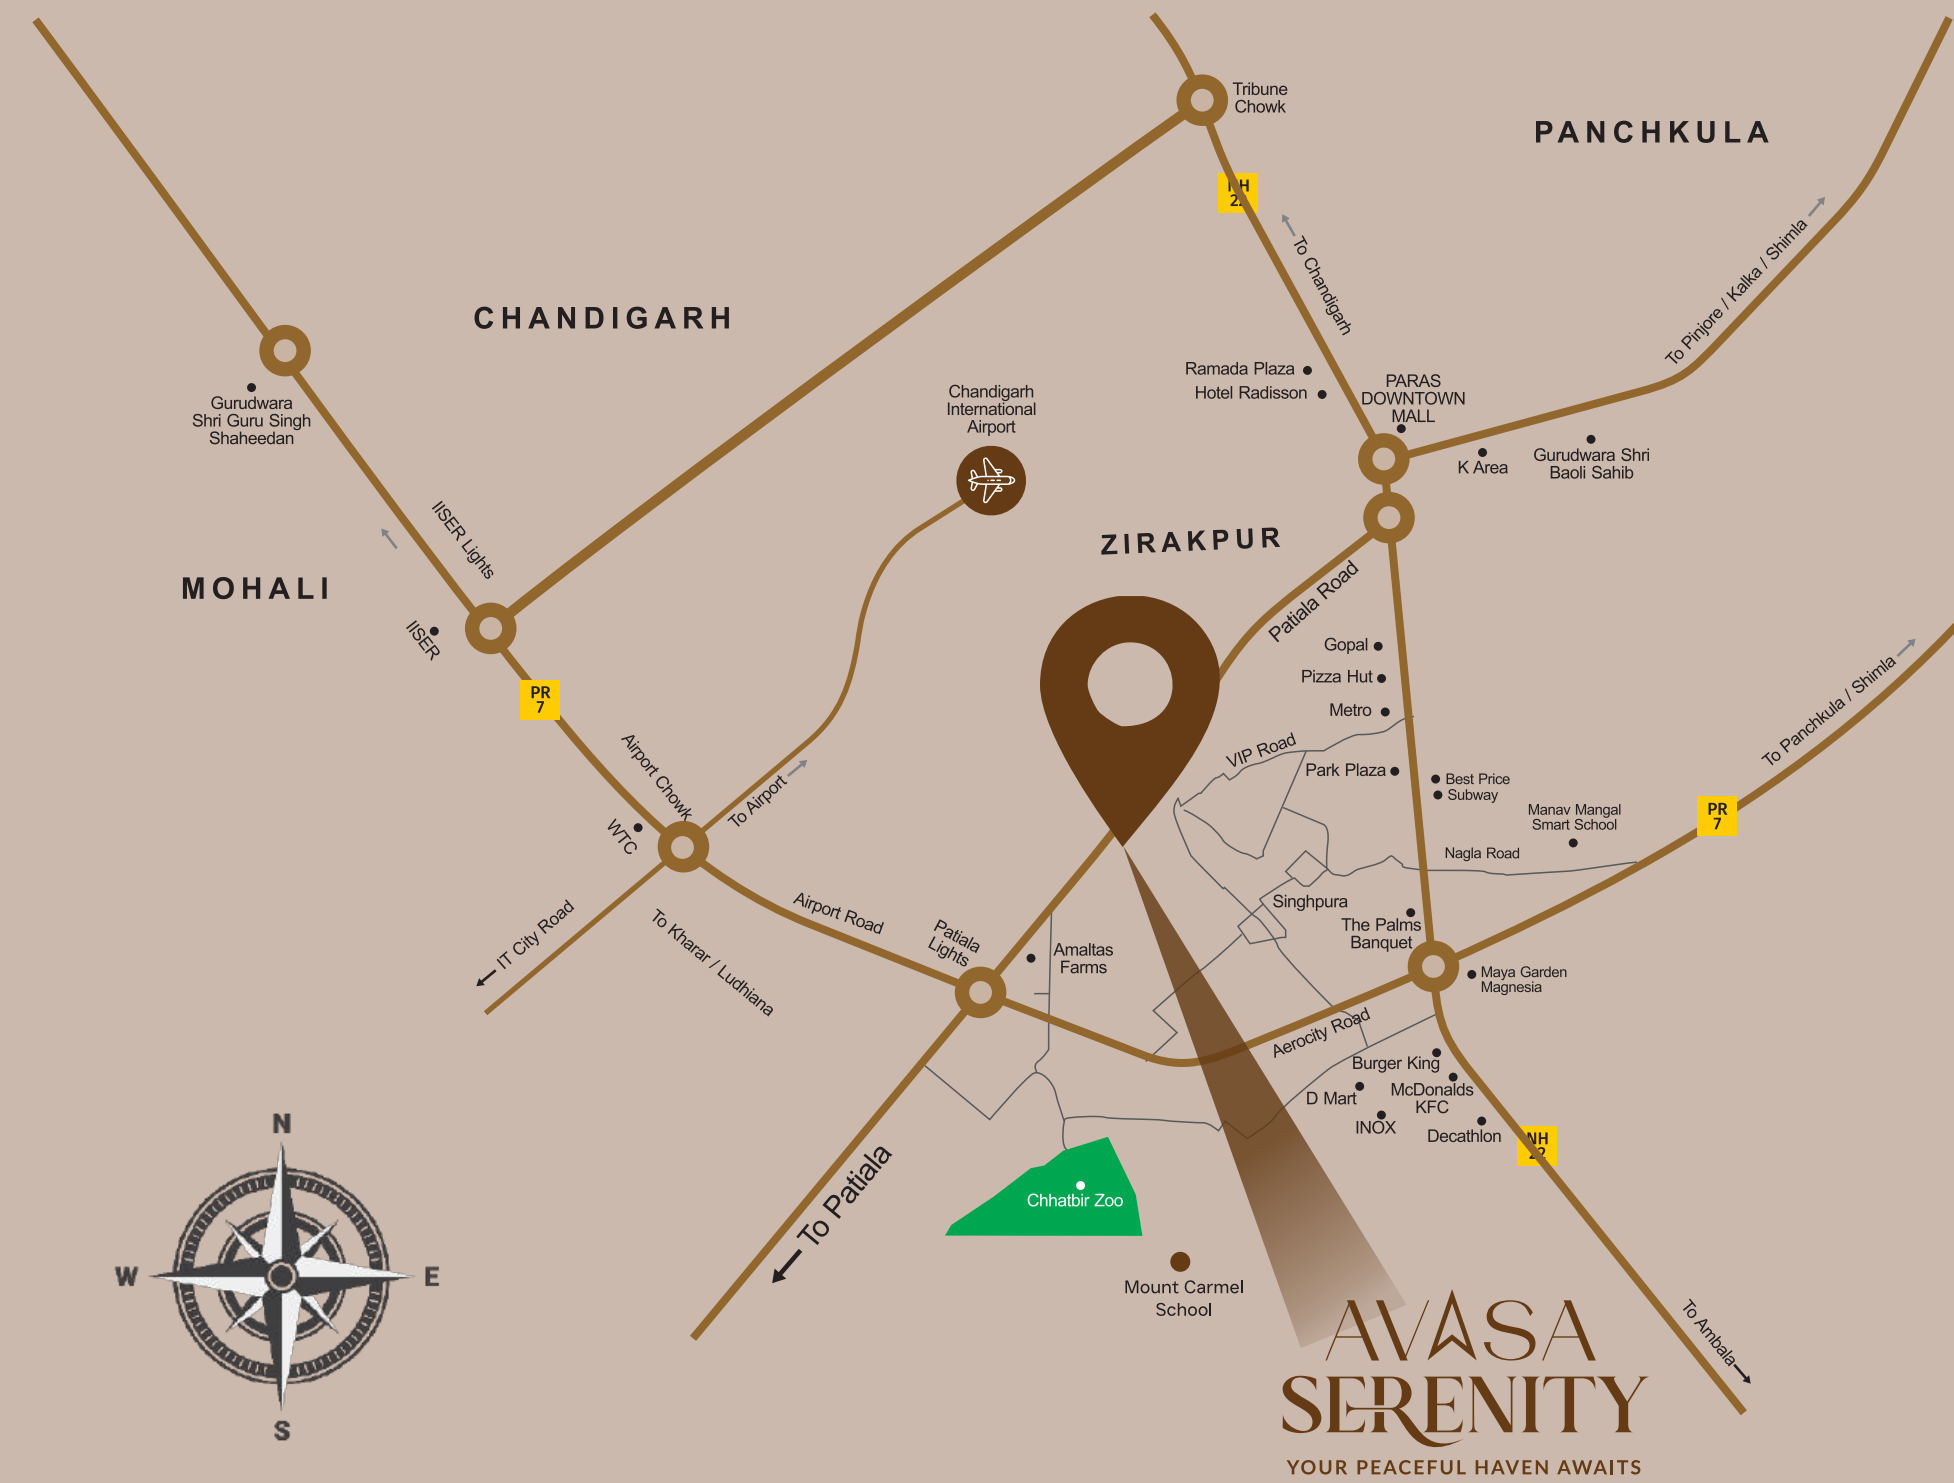 Tribune
Chowk
PANCHKULA
NH
22
To Chandigarh
To Pinjore / Kalka / Shimla
CHANDIGARH
Gurudwara
Shri Guru Singh
Shaheedan
Chandigarh
International
Airport
Ramada Plaza
Hotel Radisson
PARAS
DOWNTOWN
MALL
K Area
Gurudwara Shri
Baoli Sahib
IISER Lights
MOHALI
IISER
ZIRAKPUR
Patiala Road
PR
7
Gopal
Pizza Hut
Metro
VIP Road
Park Plaza
Best Price
Subway
To Panchkula / Shimla
PR
7
Manav Mangal
Smart School
Nagla Road
Airport Chowk
WTC
To Airport
IT City Road
To Kharar / Ludhiana
Airport Road
Patiala
Lights
Amaltas
Farms
Singhpura
The Palms
Banquet
Maya Garden
Magnesia
Aerocity Road
Burger King
D Mart
McDonalds
KFC
INOX
Decathlon
NH
22
To Patiala
Chhatbir Zoo
Mount Carmel
School
To Ambala
N
W
E
S
AVASA
SERENITY
YOUR PEACEFUL HAVEN AWAITS